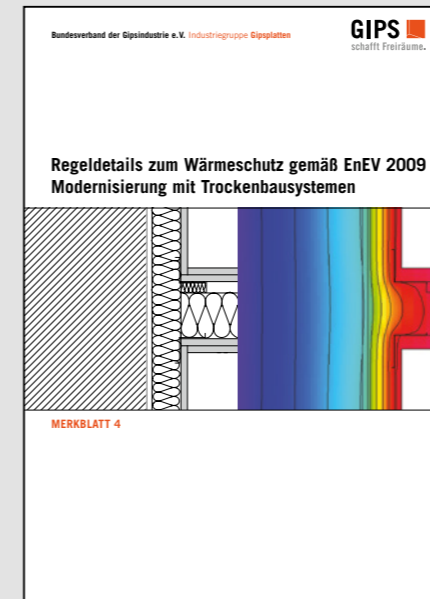 Bundesverband der Gipsindustrie e.V. Industriegruppe Gipsplatten
GIPS
schafft Freiräume.
Regeldetails zum Wärmeschutz gemäß EnEV 2009
Modernisierung mit Trockenbausystemen
MERKBLATT 4